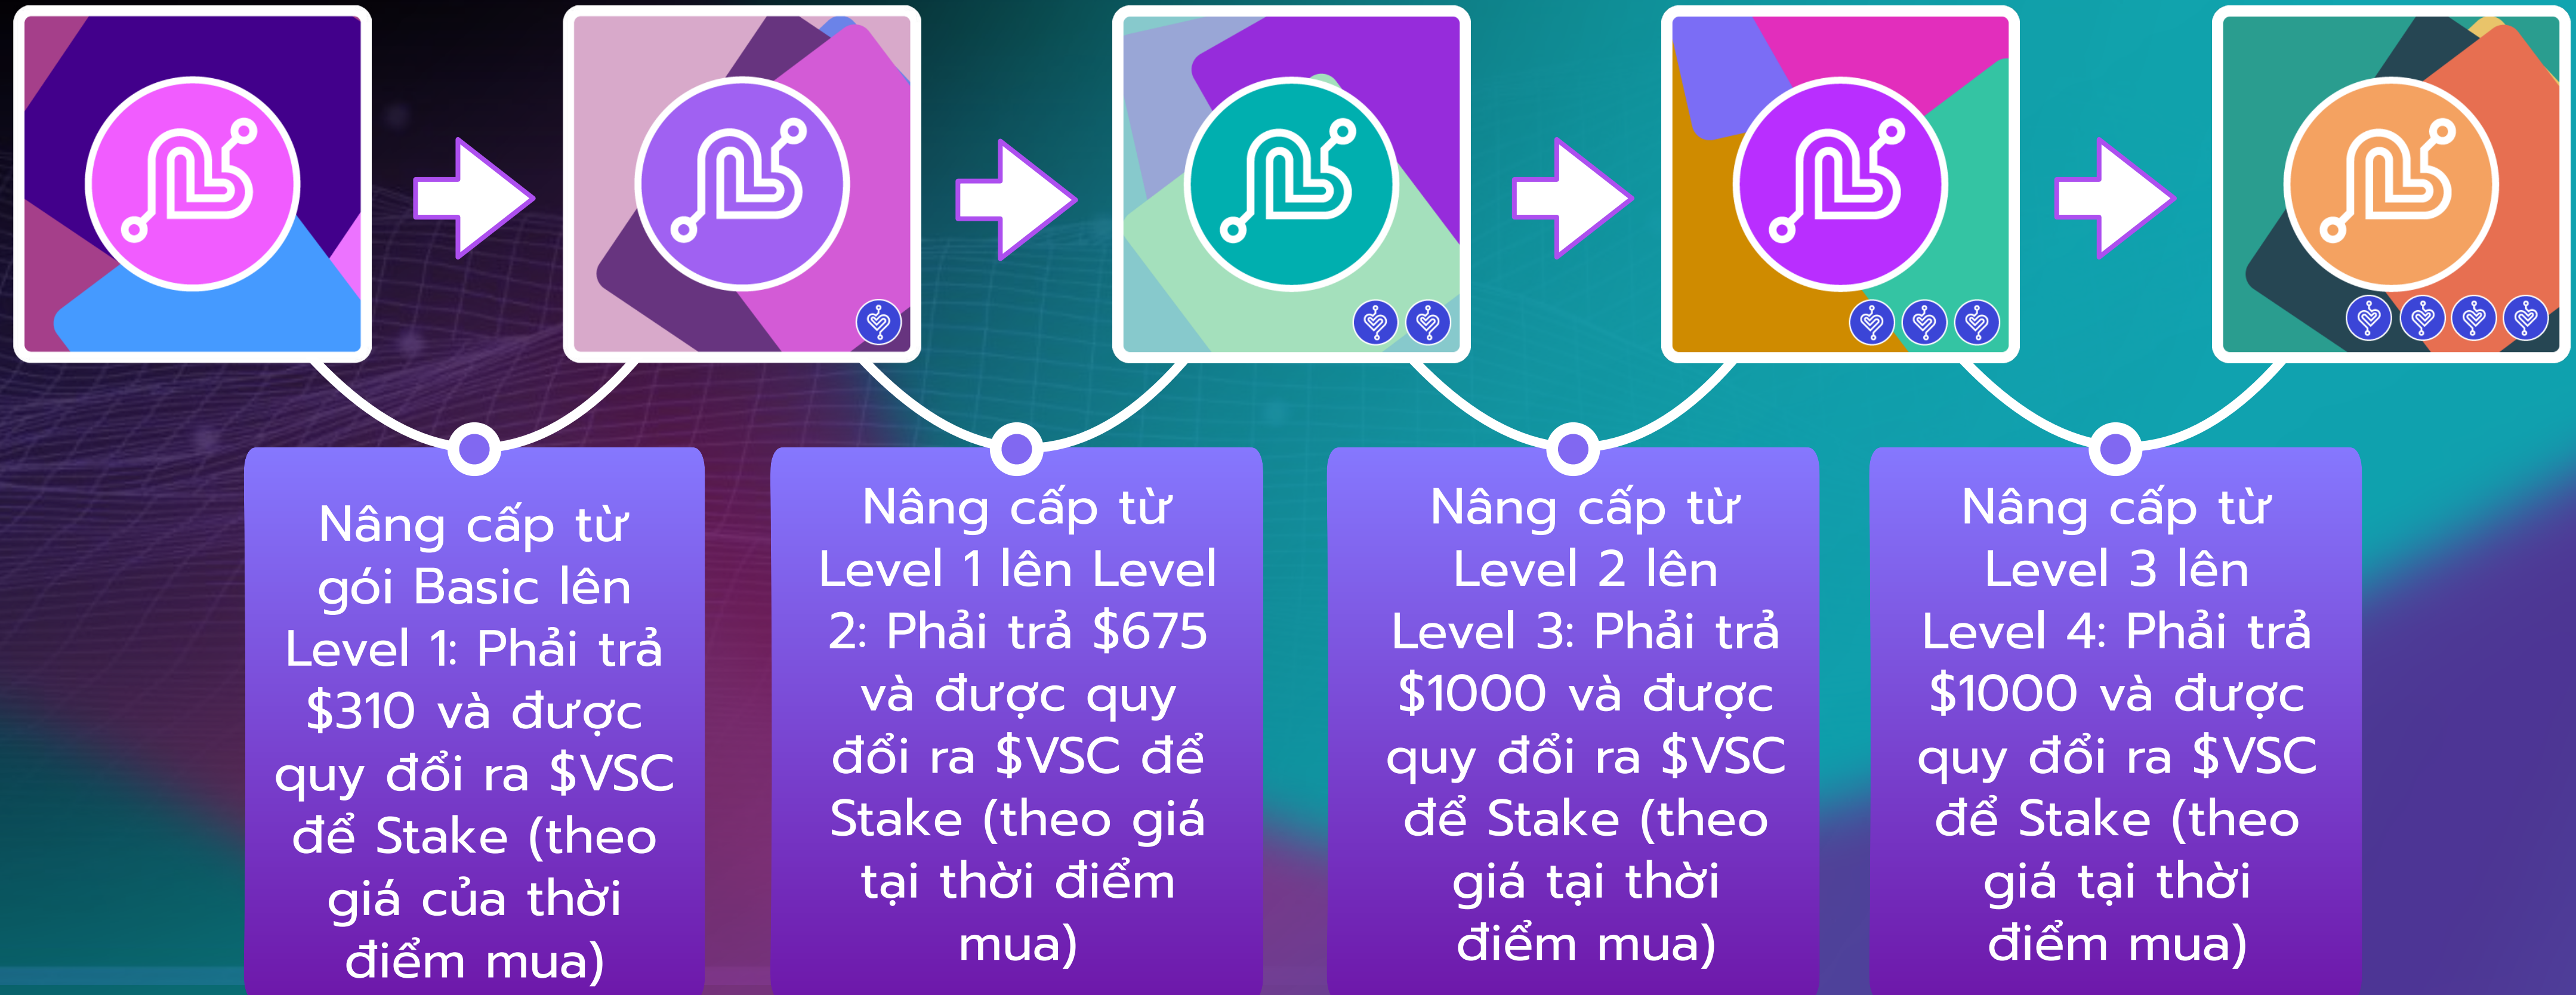 Nâng cấp từ
gói Basic lên
Level 1: Phải trả
$310 và được
quy đổi ra $VSC
để Stake (theo
giá của thời
điểm mua)
Nâng cấp từ
Level 1 lên Level
2: Phải trả $675
và được quy
đổi ra $VSC để
Stake (theo giá
tại thời điểm
mua)
Nâng cấp từ
Level 2 lên
Level 3: Phải trả
$1000 và được
quy đổi ra $VSC
để Stake (theo
giá tại thời
điểm mua)
Nâng cấp từ
Level 3 lên
Level 4: Phải trả
$1000 và được
quy đổi ra $VSC
để Stake (theo
giá tại thời
điểm mua)